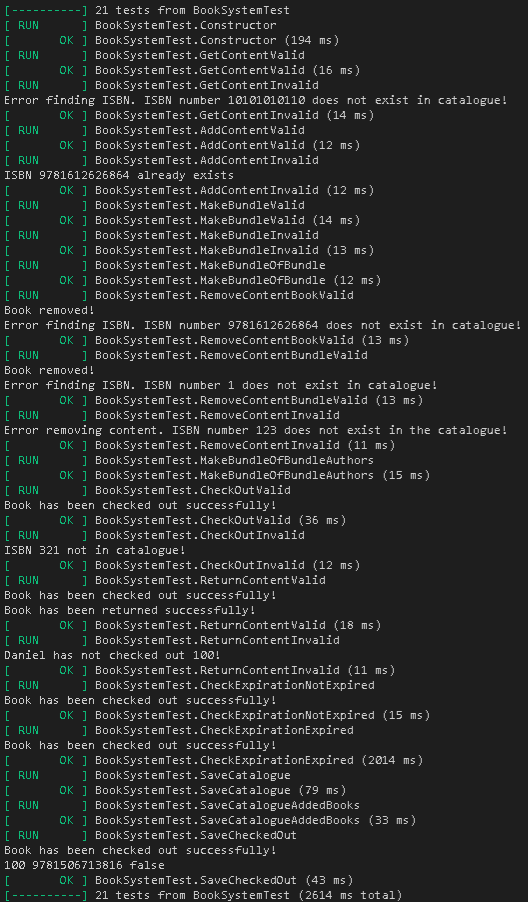 [----------] 21 tests from BookSystemTest
[ RUN      ] BookSystemTest.Constructor
[       OK ] BookSystemTest.Constructor (194 ms)
[ RUN      ] BookSystemTest.GetContentValid
[       OK ] BookSystemTest.GetContentValid (16 ms)
[ RUN      ] BookSystemTest.GetContentInvalid
Error finding ISBN. ISBN number 10101010110 does not exist in catalogue!
[       OK ] BookSystemTest.GetContentInvalid (14 ms)
[ RUN      ] BookSystemTest.AddContentValid
[       OK ] BookSystemTest.AddContentValid (12 ms)
[ RUN      ] BookSystemTest.AddContentInvalid
ISBN 9781612626864 already exists
[       OK ] BookSystemTest.AddContentInvalid (12 ms)
[ RUN      ] BookSystemTest.MakeBundleValid
[       OK ] BookSystemTest.MakeBundleValid (14 ms)
[ RUN      ] BookSystemTest.MakeBundleInvalid
[       OK ] BookSystemTest.MakeBundleInvalid (13 ms)
[ RUN      ] BookSystemTest.MakeBundleOfBundle
[       OK ] BookSystemTest.MakeBundleOfBundle (12 ms)
[ RUN      ] BookSystemTest.RemoveContentBookValid
Book removed!
Error finding ISBN. ISBN number 9781612626864 does not exist in catalogue!
[       OK ] BookSystemTest.RemoveContentBookValid (13 ms)
[ RUN      ] BookSystemTest.RemoveContentBundleValid
Book removed!
Error finding ISBN. ISBN number 1 does not exist in catalogue!
[       OK ] BookSystemTest.RemoveContentBundleValid (13 ms)
[ RUN      ] BookSystemTest.RemoveContentInvalid
Error removing content. ISBN number 123 does not exist in the catalogue!
[       OK ] BookSystemTest.RemoveContentInvalid (11 ms)
[ RUN      ] BookSystemTest.MakeBundleOfBundleAuthors
[       OK ] BookSystemTest.MakeBundleOfBundleAuthors (15 ms)
[ RUN      ] BookSystemTest.CheckOutValid
Book has been checked out successfully!
[       OK ] BookSystemTest.CheckOutValid (36 ms)
[ RUN      ] BookSystemTest.CheckOutInvalid
ISBN 321 not in catalogue!
[       OK ] BookSystemTest.CheckOutInvalid (12 ms)
[ RUN      ] BookSystemTest.ReturnContentValid
Book has been checked out successfully!
Book has been returned successfully!
[       OK ] BookSystemTest.ReturnContentValid (18 ms)
[ RUN      ] BookSystemTest.ReturnContentInvalid
Daniel has not checked out 100!
[       OK ] BookSystemTest.ReturnContentInvalid (11 ms)
[ RUN      ] BookSystemTest.CheckExpirationNotExpired
Book has been checked out successfully!
[       OK ] BookSystemTest.CheckExpirationNotExpired (15 ms)
[ RUN      ] BookSystemTest.CheckExpirationExpired
Book has been checked out successfully!
[       OK ] BookSystemTest.CheckExpirationExpired (2014 ms)
[ RUN      ] BookSystemTest.SaveCatalogue
[       OK ] BookSystemTest.SaveCatalogue (79 ms)
[ RUN      ] BookSystemTest.SaveCatalogueAddedBooks
[       OK ] BookSystemTest.SaveCatalogueAddedBooks (33 ms)
[ RUN      ] BookSystemTest.SaveCheckedOut
Book has been checked out successfully!
100 9781506713816 false
[       OK ] BookSystemTest.SaveCheckedOut (43 ms)
[----------] 21 tests from BookSystemTest (2614 ms total)